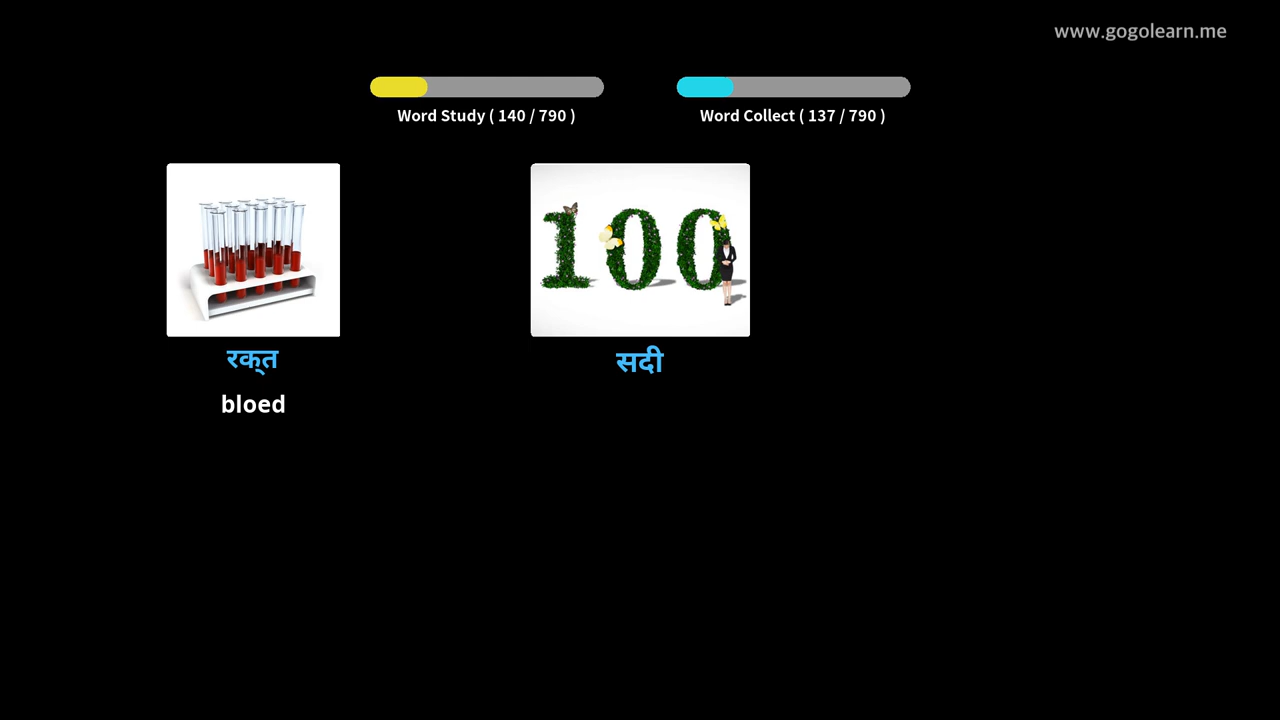 www.gogolearn.me
Word Study ( 140 / 790 )
Word Collect ( 137 / 790 )
100
रक्त
सदी
bloed